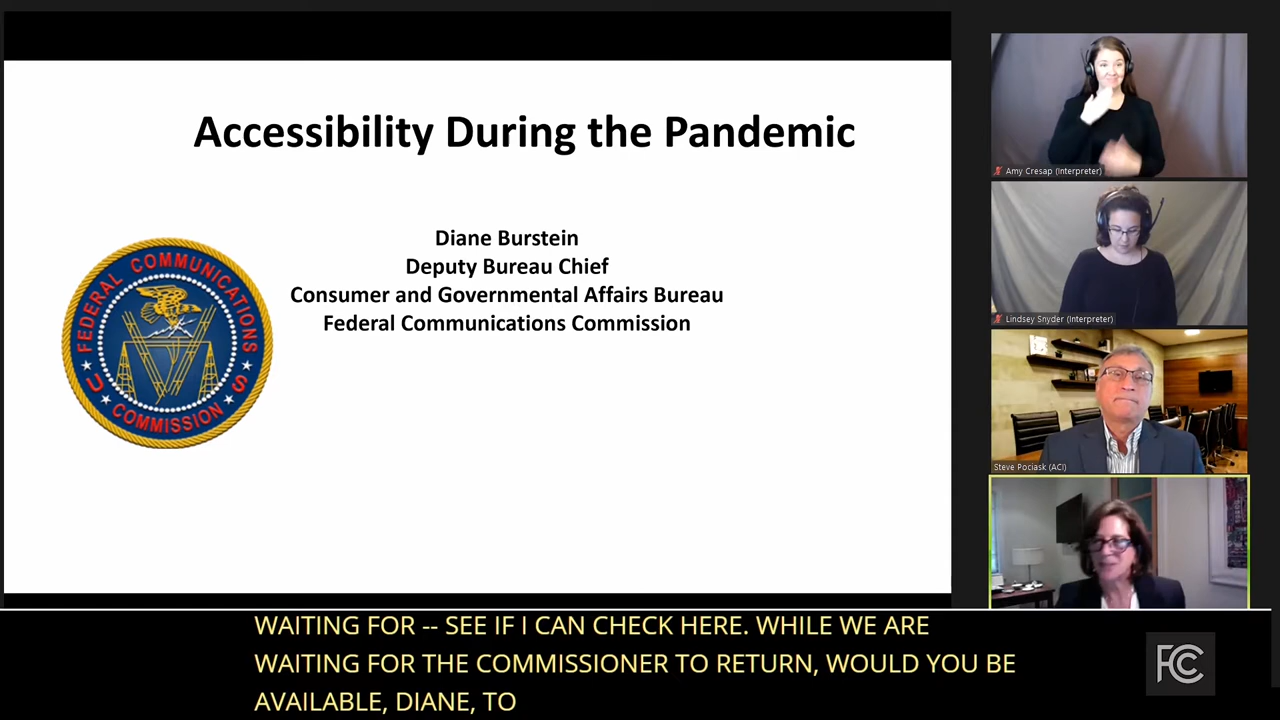 Accessibility During the Pandemic
Diane Burstein
Deputy Bureau Chief
Consumer and Governmental Affairs Bureau
Federal Communications Commission
FEDERAL COMMUNICATIONS
U S
COMMISSION
Amy Cresap (Interpreter)
Lindsey Snyder (Interpreter)
Steve Pociask (ACI)
WAITING FOR -- SEE IF I CAN CHECK HERE. WHILE WE ARE
WAITING FOR THE COMMISSIONER TO RETURN, WOULD YOU BE
AVAILABLE, DIANE, TO
FCC